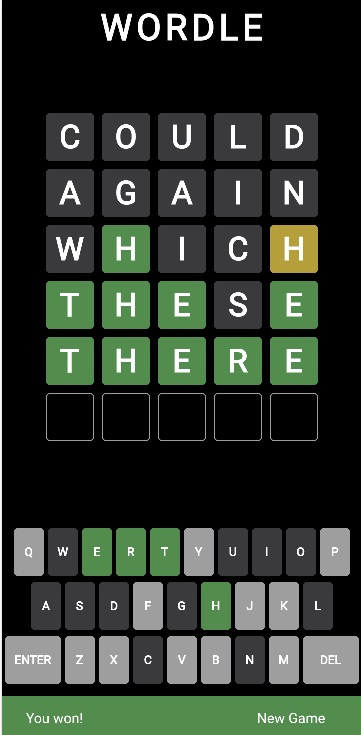 WORDLE
C O U L D
A G A I N
W H I C H
T H E S E
T H E R E
Q W E R T Y U I O P
A S D F G H J K L
ENTER Z X C V B N M DEL
You won! New Game